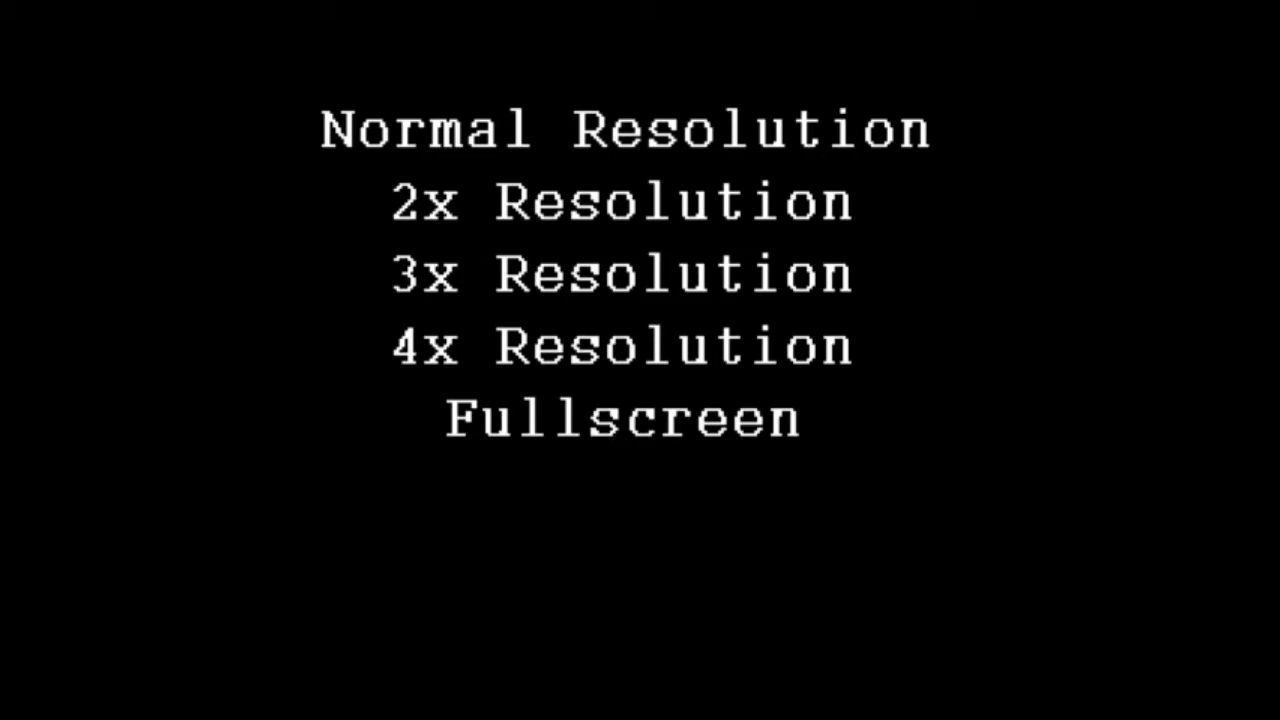 Normal Resolution
2x Resolution
3x Resolution
4x Resolution
Fullscreen